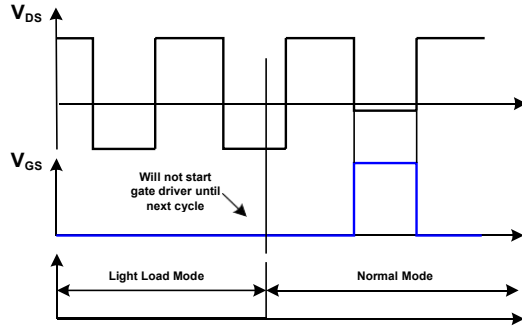 VDS
VGS
Will not start
gate driver until
next cycle
Light Load Mode
Normal Mode